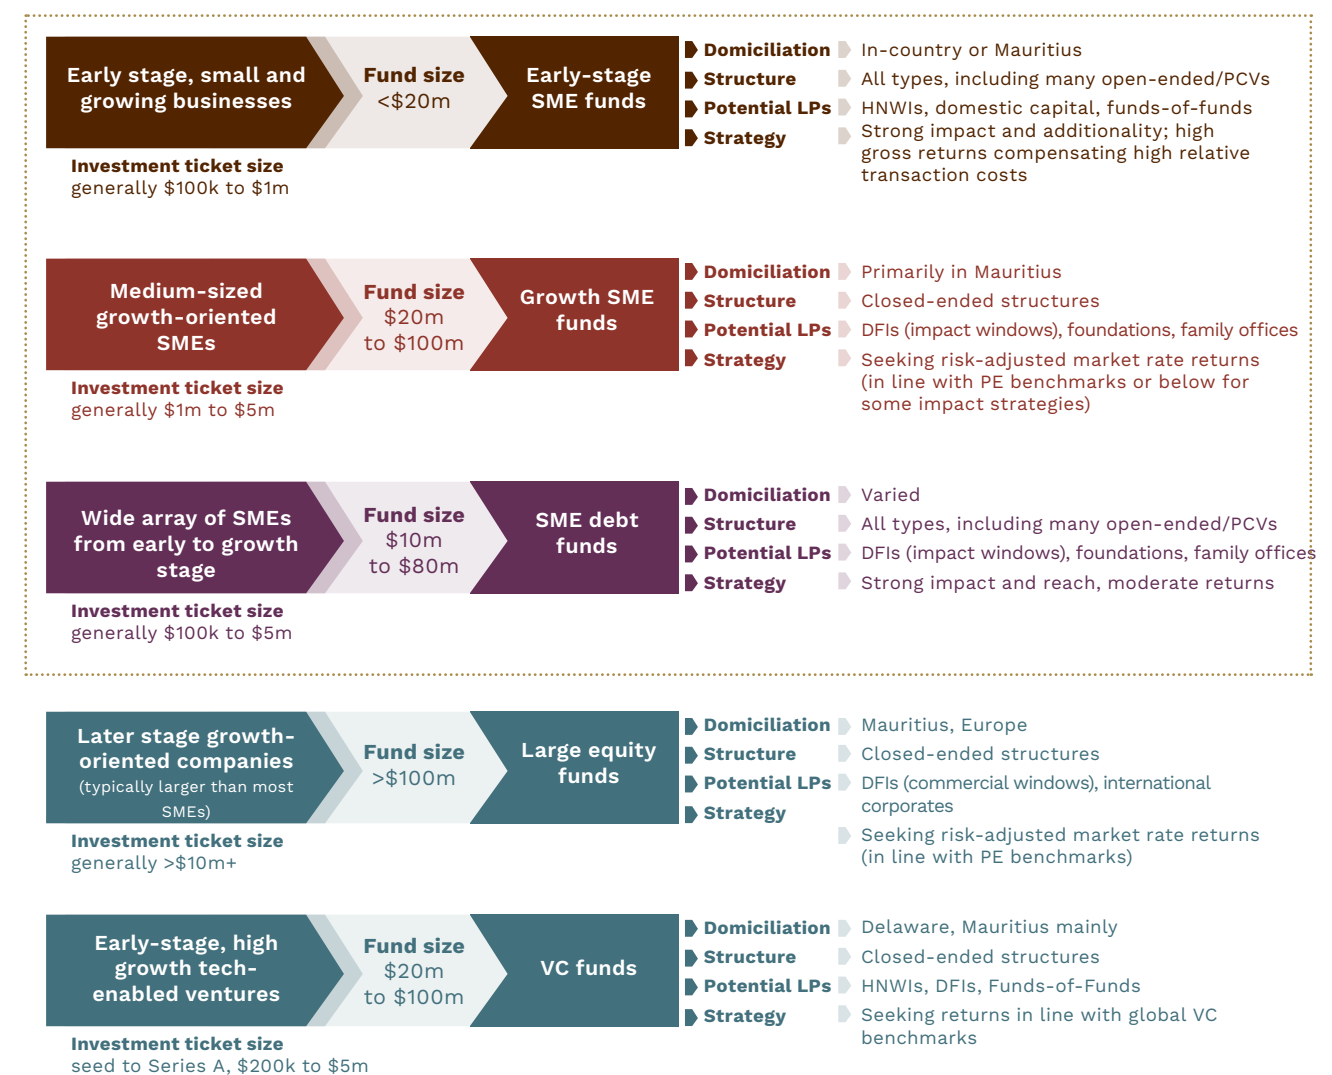 Early stage, small and
growing businesses
Investment ticket size
generally $100k to $1m
Fund size
<$20m
Early-stage
SME funds
Domiciliation In-country or Mauritius
Structure All types, including many open-ended/PCVs
Potential LPs HNWIs, domestic capital, funds-of-funds
Strategy Strong impact and additionality; high
gross returns compensating high relative
transaction costs
Medium-sized
growth-oriented
SMEs
Investment ticket size
generally $1m to $5m
Fund size
$20m
to $100m
Growth SME
funds
Domiciliation Primarily in Mauritius
Structure Closed-ended structures
Potential LPs DFIs (impact windows), foundations, family offices
Strategy Seeking risk-adjusted market rate returns
(in line with PE benchmarks or below for
some impact strategies)
Wide array of SMEs
from early to growth
stage
Investment ticket size
generally $100k to $5m
Fund size
$10m
to $80m
SME debt
funds
Domiciliation Varied
Structure All types, including many open-ended/PCVs
Potential LPs DFIs (impact windows), foundations, family offices
Strategy Strong impact and reach, moderate returns
Later stage growth-
oriented companies
(typically larger than most
SMEs)
Investment ticket size
generally >$10m+
Fund size
>$100m
Large equity
funds
Domiciliation Mauritius, Europe
Structure Closed-ended structures
Potential LPs DFIs (commercial windows), international
corporates
Strategy Seeking risk-adjusted market rate returns
(in line with PE benchmarks)
Early-stage, high
growth tech-
enabled ventures
Investment ticket size
seed to Series A, $200k to $5m
Fund size
$20m
to $100m
VC funds
Domiciliation Delaware, Mauritius mainly
Structure Closed-ended structures
Potential LPs HNWIs, DFIs, Funds-of-Funds
Strategy Seeking returns in line with global VC
benchmarks